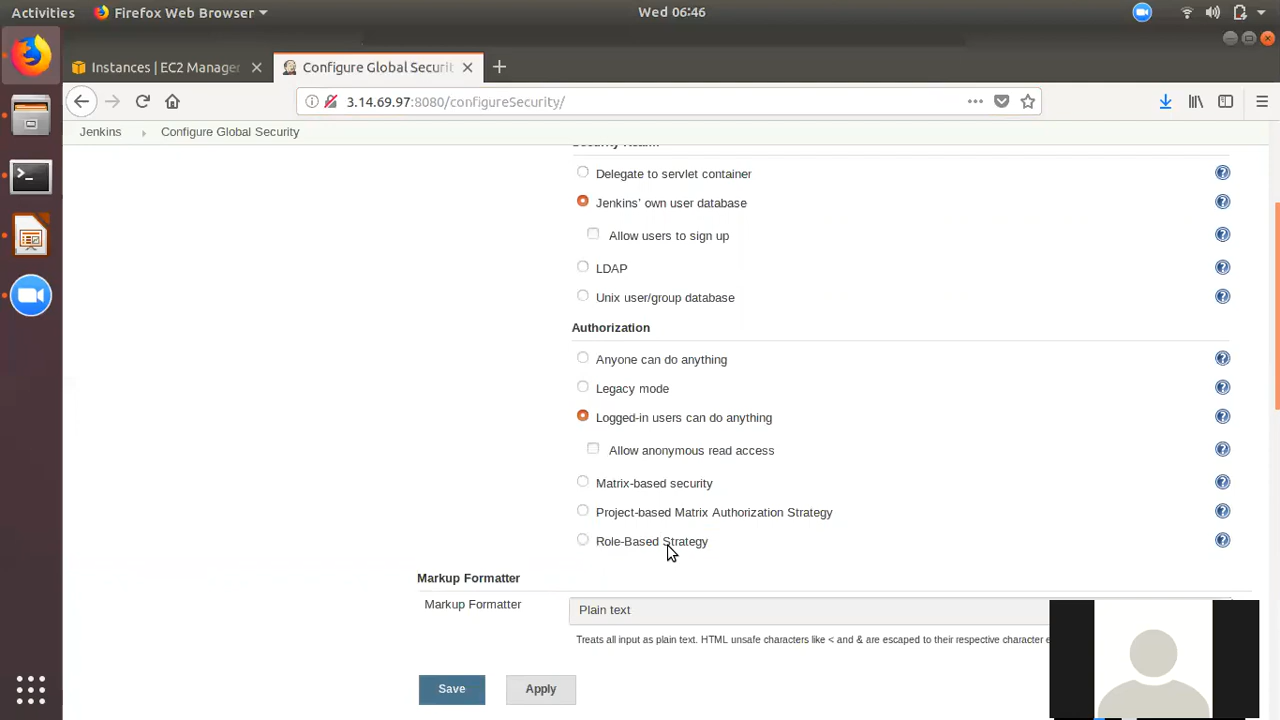 Activities Firefox Web Browser Wed 06:46
Instances | EC2 Manager Configure Global Securit
3.14.69.97:8080/configureSecurity/
Jenkins Configure Global Security
Security Realm
Delegate to servlet container
Jenkins' own user database
Allow users to sign up
LDAP
Unix user/group database
Authorization
Anyone can do anything
Legacy mode
Logged-in users can do anything
Allow anonymous read access
Matrix-based security
Project-based Matrix Authorization Strategy
Role-Based Strategy
Markup Formatter
Markup Formatter Plain text
Treats all input as plain text. HTML unsafe characters like < and & are escaped to their respective character e
Save Apply